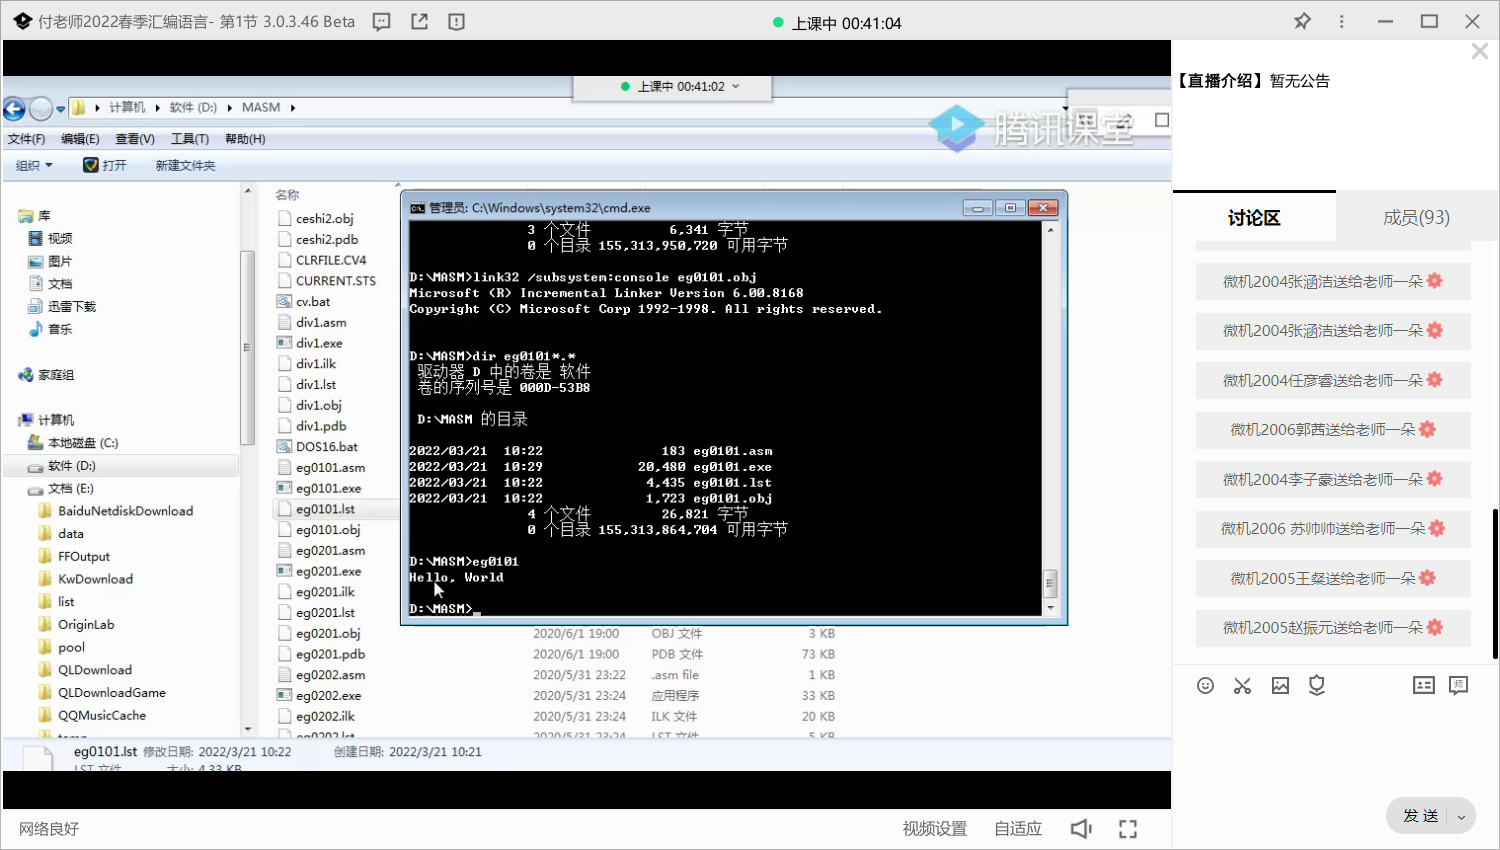 付老师2022春季汇编语言- 第1节 3.0.3.46 Beta
上课中 00:41:04
上课中 00:41:02
计算机
软件 (D:)
MASM
腾讯课堂
文件(F)
编辑(E)
查看(V)
工具(T)
帮助(H)
组织
打开
新建文件夹
库
视频
图片
文档
迅雷下载
音乐
家庭组
计算机
本地磁盘 (C:)
软件 (D:)
文档 (E:)
BaiduNetdiskDownload
data
FFOutput
KwDownload
list
OriginLab
pool
QLDownload
QLDownloadGame
QQMusicCache
temp
名称
ceshi2.obj
ceshi2.pdb
CLRFILE.CV4
CURRENT.STS
cv.bat
div1.asm
div1.exe
div1.ilk
div1.lst
div1.obj
div1.pdb
DOS16.bat
eg0101.asm
eg0101.exe
eg0101.lst
eg0101.obj
eg0201.asm
eg0201.exe
eg0201.ilk
eg0201.lst
eg0201.obj 2020/6/1 19:00 OBJ 文件 3 KB
eg0201.pdb 2020/6/1 19:00 PDB 文件 73 KB
eg0202.asm 2020/5/31 23:22 .asm file 1 KB
eg0202.exe 2020/5/31 23:24 应用程序 33 KB
eg0202.ilk 2020/5/31 23:24 ILK 文件 20 KB
eg0202.lst 2020/5/31 23:24 LST 文件 5 KB
管理员: C:\Windows\system32\cmd.exe
3 个文件 6,341 字节
0 个目录 155,313,950,720 可用字节
D:\MASM>link32 /subsystem:console eg0101.obj
Microsoft (R) Incremental Linker Version 6.00.8168
Copyright (C) Microsoft Corp 1992-1998. All rights reserved.
D:\MASM>dir eg0101*.*
驱动器 D 中的卷是 软件
卷的序列号是 000D-53B8
D:\MASM 的目录
2022/03/21 10:22 183 eg0101.asm
2022/03/21 10:29 20,480 eg0101.exe
2022/03/21 10:22 4,435 eg0101.lst
2022/03/21 10:22 1,723 eg0101.obj
4 个文件 26,821 字节
0 个目录 155,313,864,704 可用字节
D:\MASM>eg0101
Hello, World
D:\MASM>_
eg0101.lst 修改日期: 2022/3/21 10:22 创建日期: 2022/3/21 10:21
LST 文件 大小: 4.33 KB
网络良好
视频设置
自适应
【直播介绍】暂无公告
讨论区
成员(93)
微机2004张涵洁送给老师一朵
微机2004张涵洁送给老师一朵
微机2004任彦睿送给老师一朵
微机2006郭茜送给老师一朵
微机2004李子豪送给老师一朵
微机2006 苏帅帅送给老师一朵
微机2005王粲送给老师一朵
微机2005赵振元送给老师一朵
发 送